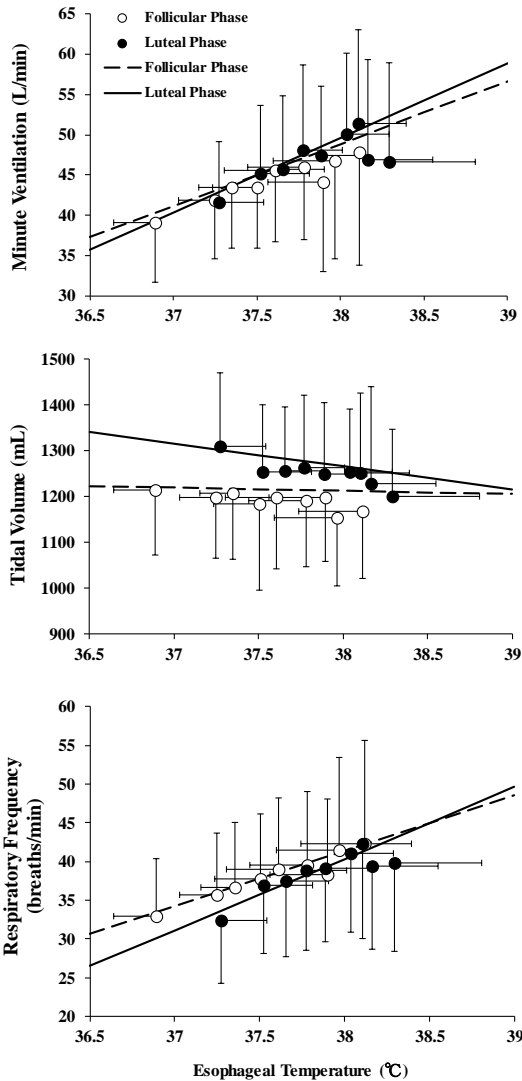 Follicular Phase
Luteal Phase
Follicular Phase
Luteal Phase
Minute Ventilation (L/min)
65
60
55
50
45
40
35
30
36.5 37 37.5 38 38.5 39
Tidal Volume (mL)
1500
1400
1300
1200
1100
1000
900
36.5 37 37.5 38 38.5 39
Respiratory Frequency
(breaths/min)
60
55
50
45
40
35
30
25
20
36.5 37 37.5 38 38.5 39
Esophageal Temperature (℃)